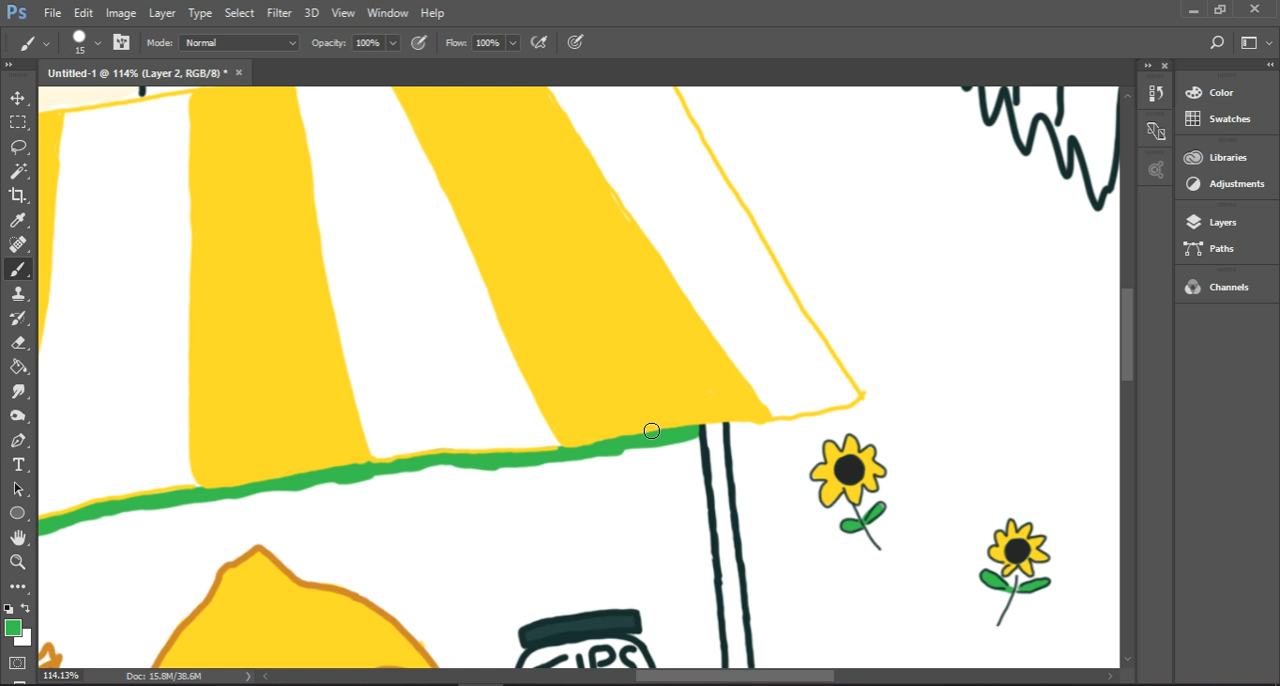 Ps File Edit Image Layer Type Select Filter 3D View Window Help
15 Mode: Normal Opacity: 100% Flow: 100%
Untitled-1 @ 114% (Layer 2, RGB/8) * ×
Color
Swatches
Libraries
Adjustments
Layers
Paths
Channels
TIPS
114.13% Doc: 15.8M/38.6M